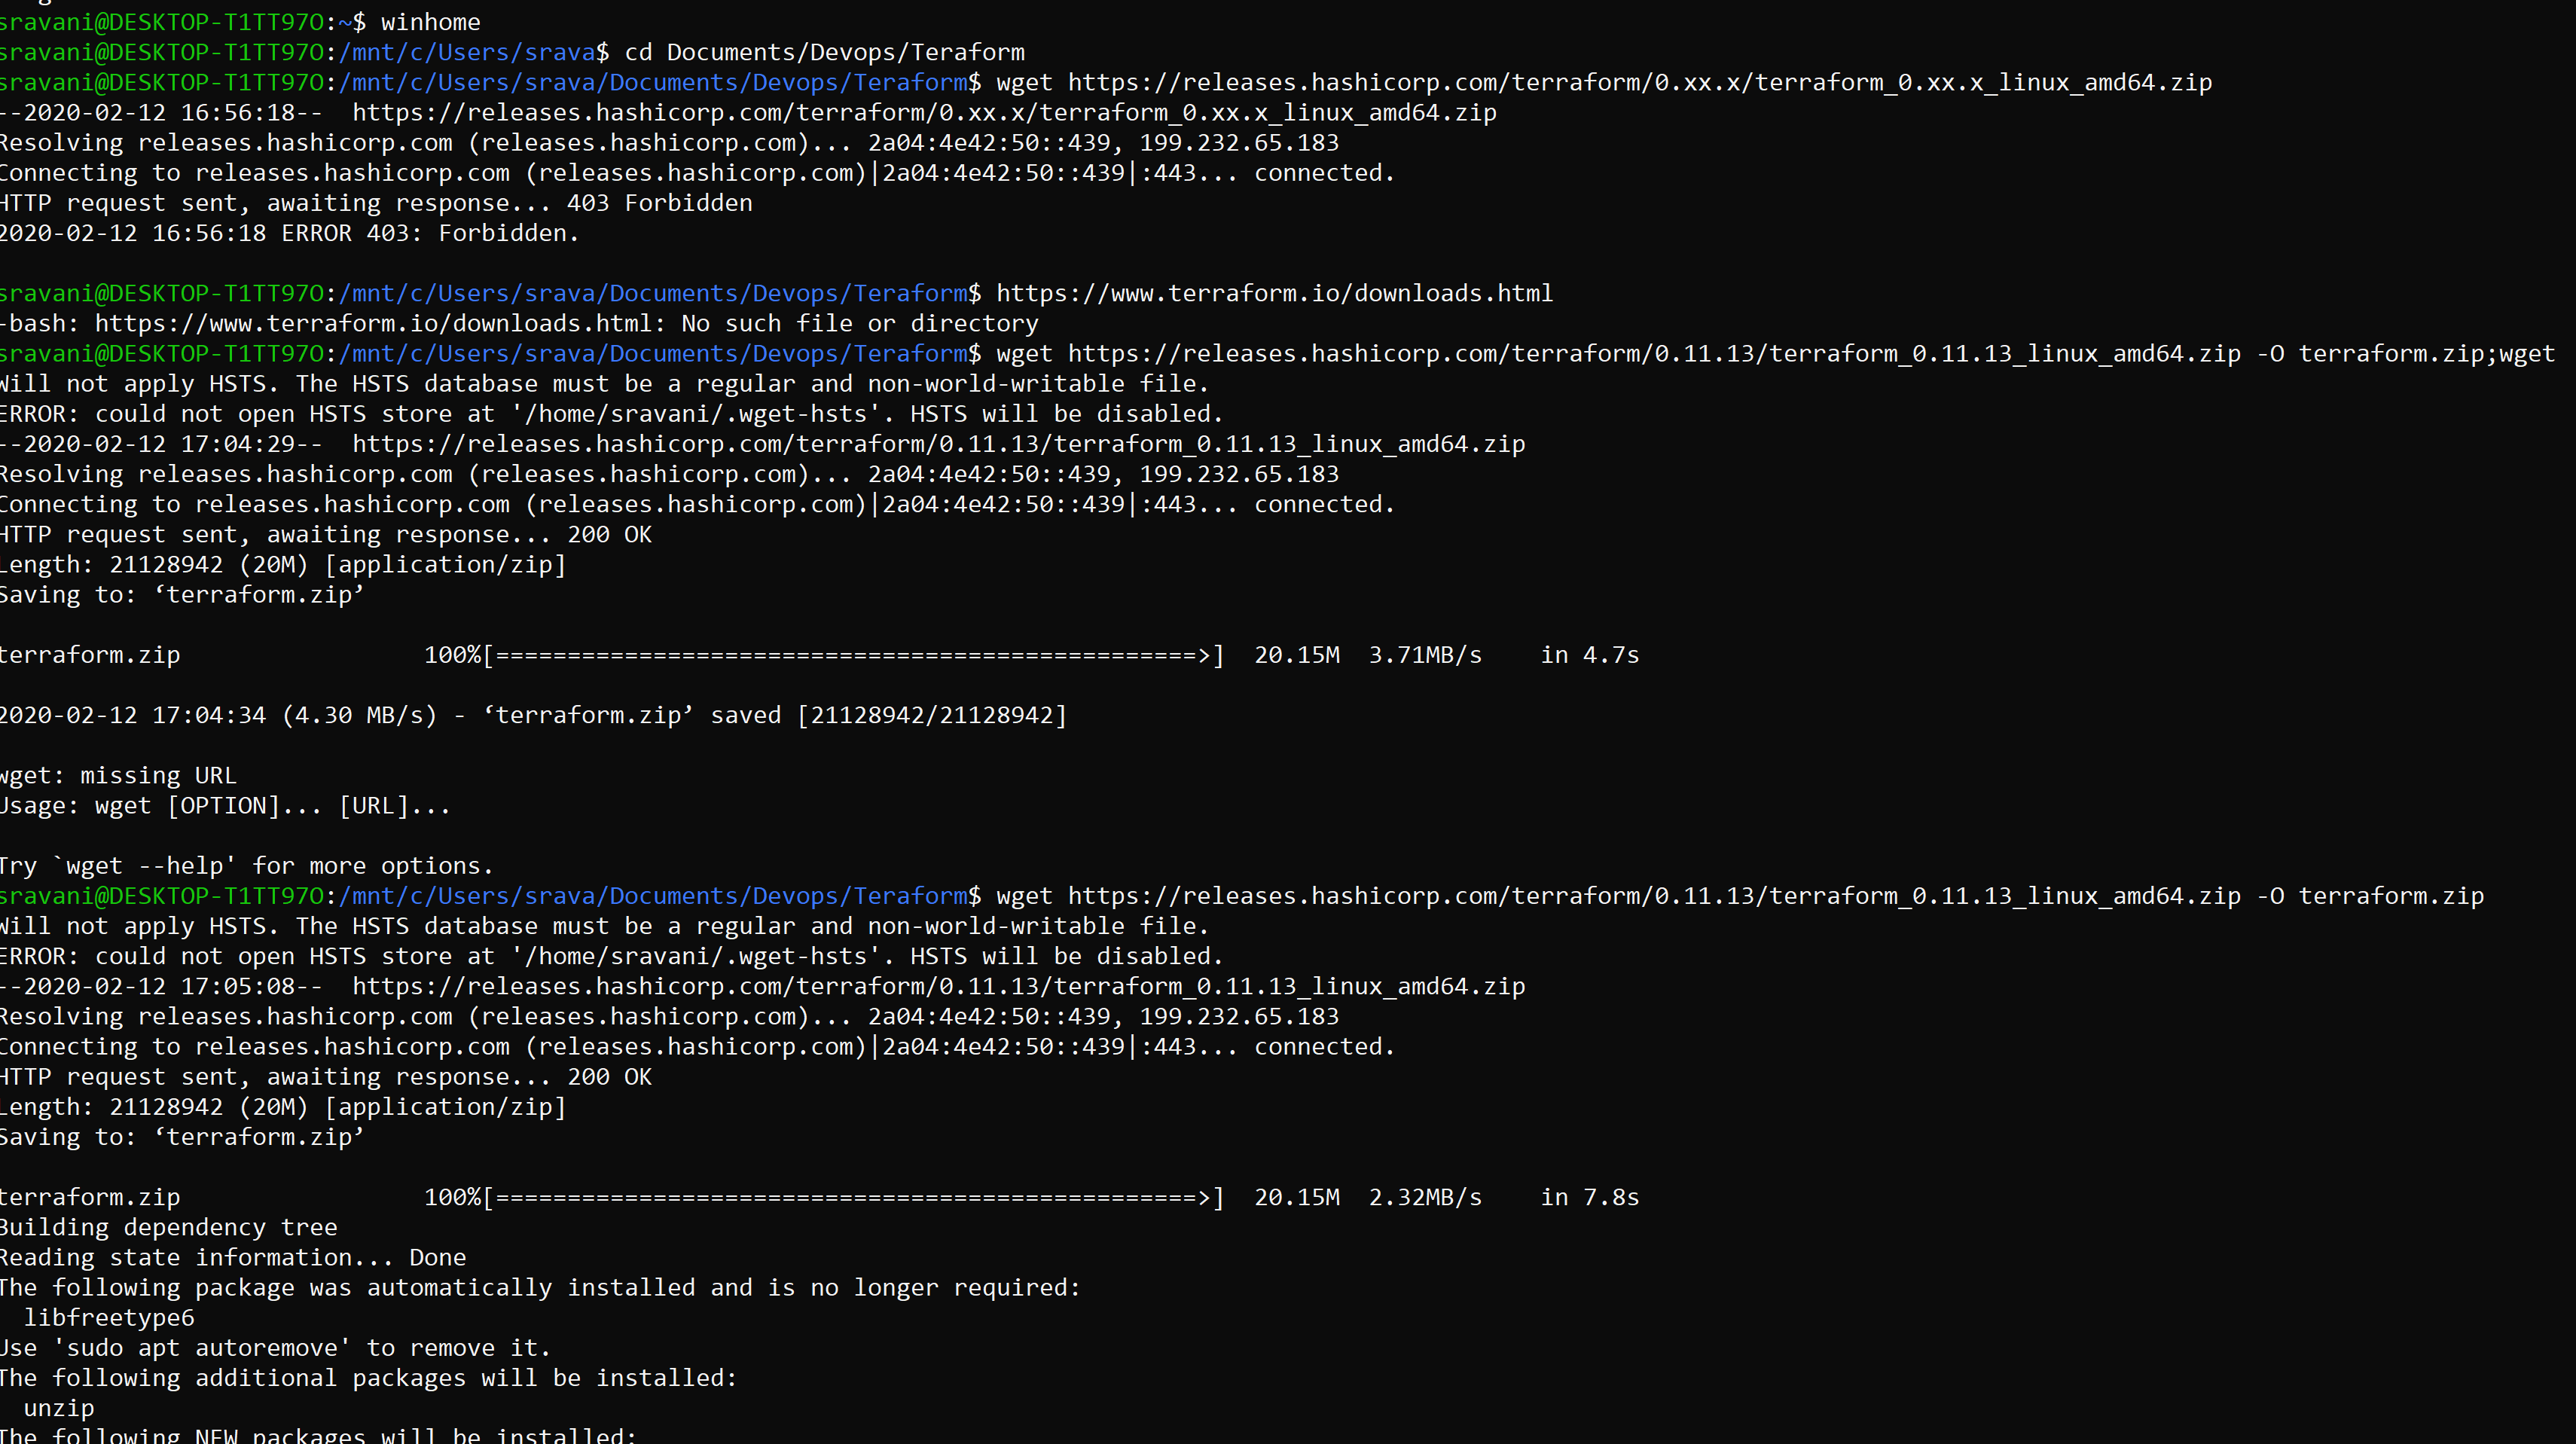 sravani@DESKTOP-T1TT97O:~$ winhome
sravani@DESKTOP-T1TT97O:/mnt/c/Users/srava$ cd Documents/Devops/Teraform
sravani@DESKTOP-T1TT97O:/mnt/c/Users/srava/Documents/Devops/Teraform$ wget https://releases.hashicorp.com/terraform/0.xx.x/terraform_0.xx.x_linux_amd64.zip
--2020-02-12 16:56:18--  https://releases.hashicorp.com/terraform/0.xx.x/terraform_0.xx.x_linux_amd64.zip
Resolving releases.hashicorp.com (releases.hashicorp.com)... 2a04:4e42:50::439, 199.232.65.183
Connecting to releases.hashicorp.com (releases.hashicorp.com)|2a04:4e42:50::439|:443... connected.
HTTP request sent, awaiting response... 403 Forbidden
2020-02-12 16:56:18 ERROR 403: Forbidden.
sravani@DESKTOP-T1TT97O:/mnt/c/Users/srava/Documents/Devops/Teraform$ https://www.terraform.io/downloads.html
-bash: https://www.terraform.io/downloads.html: No such file or directory
sravani@DESKTOP-T1TT97O:/mnt/c/Users/srava/Documents/Devops/Teraform$ wget https://releases.hashicorp.com/terraform/0.11.13/terraform_0.11.13_linux_amd64.zip -O terraform.zip;wget
Will not apply HSTS. The HSTS database must be a regular and non-world-writable file.
ERROR: could not open HSTS store at '/home/sravani/.wget-hsts'. HSTS will be disabled.
--2020-02-12 17:04:29--  https://releases.hashicorp.com/terraform/0.11.13/terraform_0.11.13_linux_amd64.zip
Resolving releases.hashicorp.com (releases.hashicorp.com)... 2a04:4e42:50::439, 199.232.65.183
Connecting to releases.hashicorp.com (releases.hashicorp.com)|2a04:4e42:50::439|:443... connected.
HTTP request sent, awaiting response... 200 OK
Length: 21128942 (20M) [application/zip]
Saving to: ‘terraform.zip’
terraform.zip                 100%[=================================================>]  20.15M  3.71MB/s    in 4.7s
2020-02-12 17:04:34 (4.30 MB/s) - ‘terraform.zip’ saved [21128942/21128942]
wget: missing URL
Usage: wget [OPTION]... [URL]...
Try `wget --help' for more options.
sravani@DESKTOP-T1TT97O:/mnt/c/Users/srava/Documents/Devops/Teraform$ wget https://releases.hashicorp.com/terraform/0.11.13/terraform_0.11.13_linux_amd64.zip -O terraform.zip
Will not apply HSTS. The HSTS database must be a regular and non-world-writable file.
ERROR: could not open HSTS store at '/home/sravani/.wget-hsts'. HSTS will be disabled.
--2020-02-12 17:05:08--  https://releases.hashicorp.com/terraform/0.11.13/terraform_0.11.13_linux_amd64.zip
Resolving releases.hashicorp.com (releases.hashicorp.com)... 2a04:4e42:50::439, 199.232.65.183
Connecting to releases.hashicorp.com (releases.hashicorp.com)|2a04:4e42:50::439|:443... connected.
HTTP request sent, awaiting response... 200 OK
Length: 21128942 (20M) [application/zip]
Saving to: ‘terraform.zip’
terraform.zip                 100%[=================================================>]  20.15M  2.32MB/s    in 7.8s
Building dependency tree
Reading state information... Done
The following package was automatically installed and is no longer required:
  libfreetype6
Use 'sudo apt autoremove' to remove it.
The following additional packages will be installed:
  unzip
The following NEW packages will be installed: